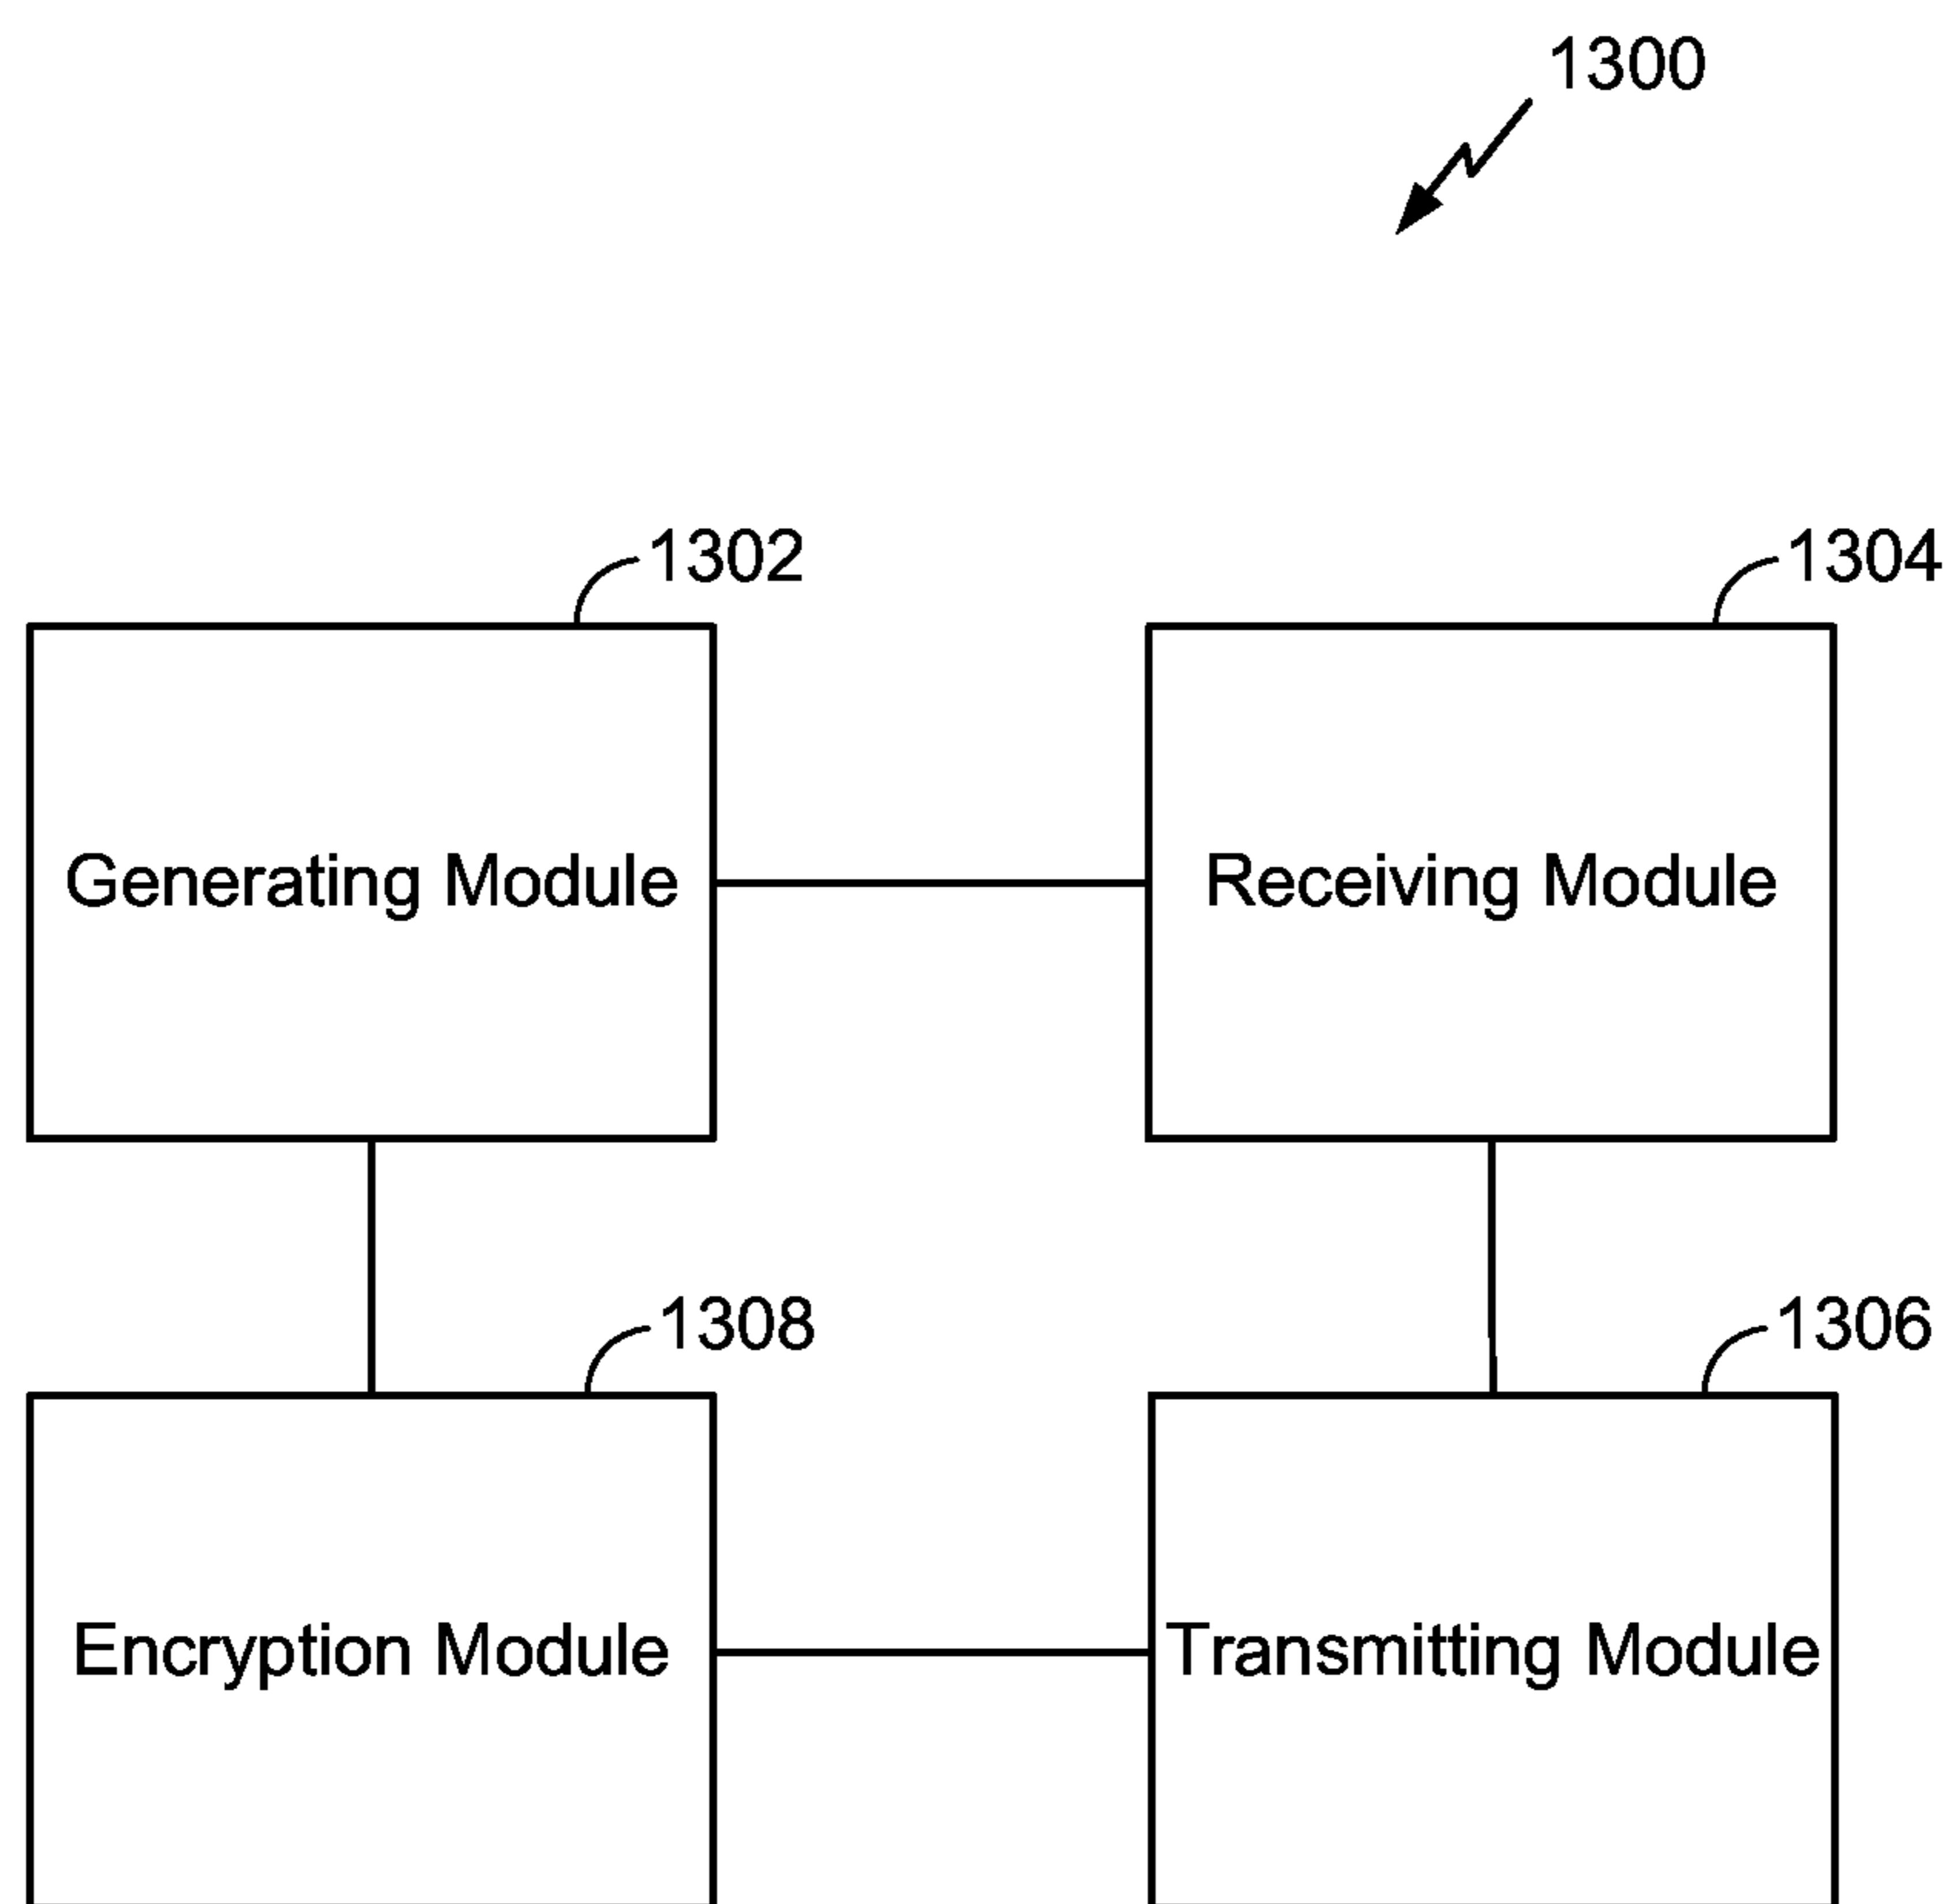 1300
1302
1304
Generating Module
Receiving Module
1308
1306
Encryption Module
Transmitting Module